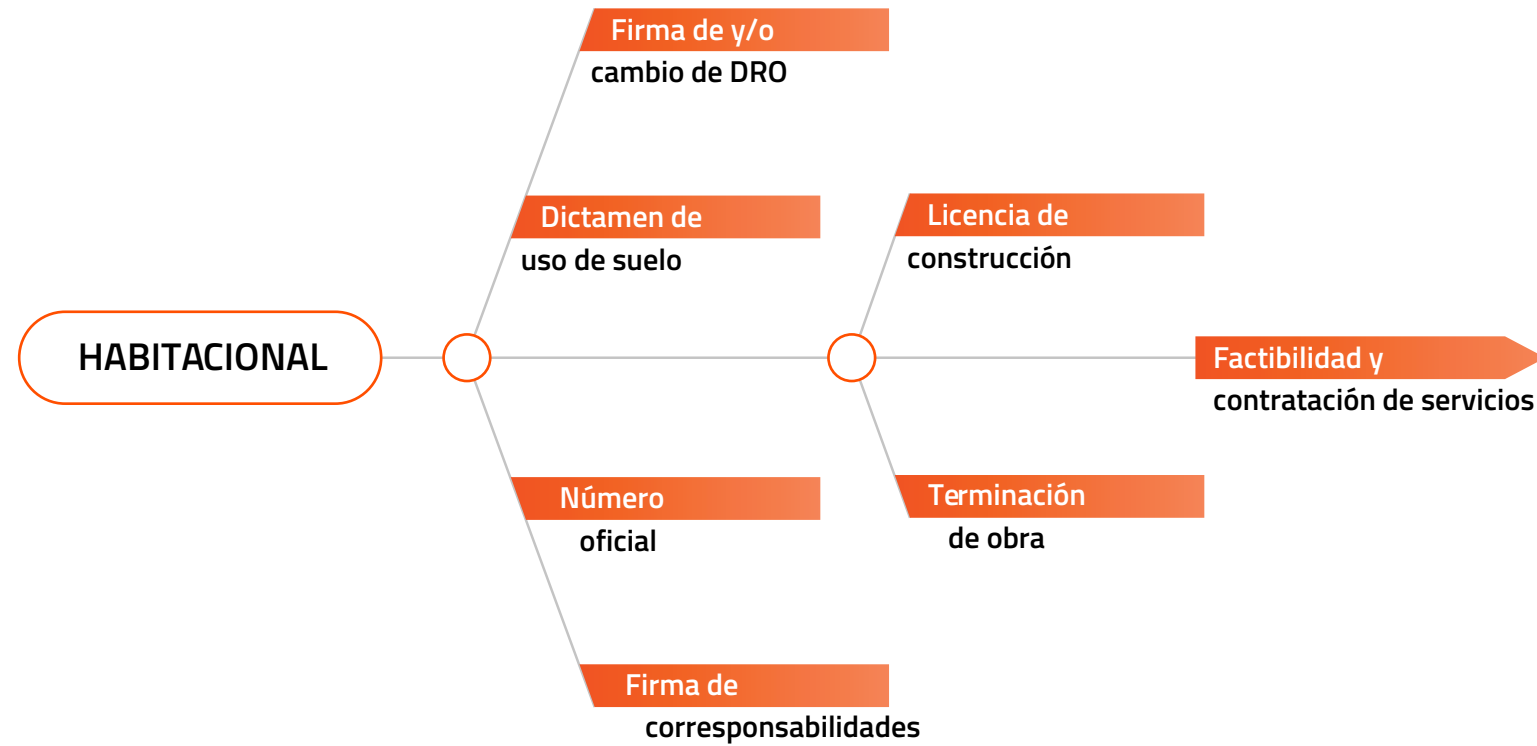 Firma de y/o
cambio de DRO
Dictamen de
uso de suelo
Licencia de
construcción
HABITACIONAL
Factibilidad y
contratación de servicios
Número
oficial
Terminación
de obra
Firma de
corresponsabilidades